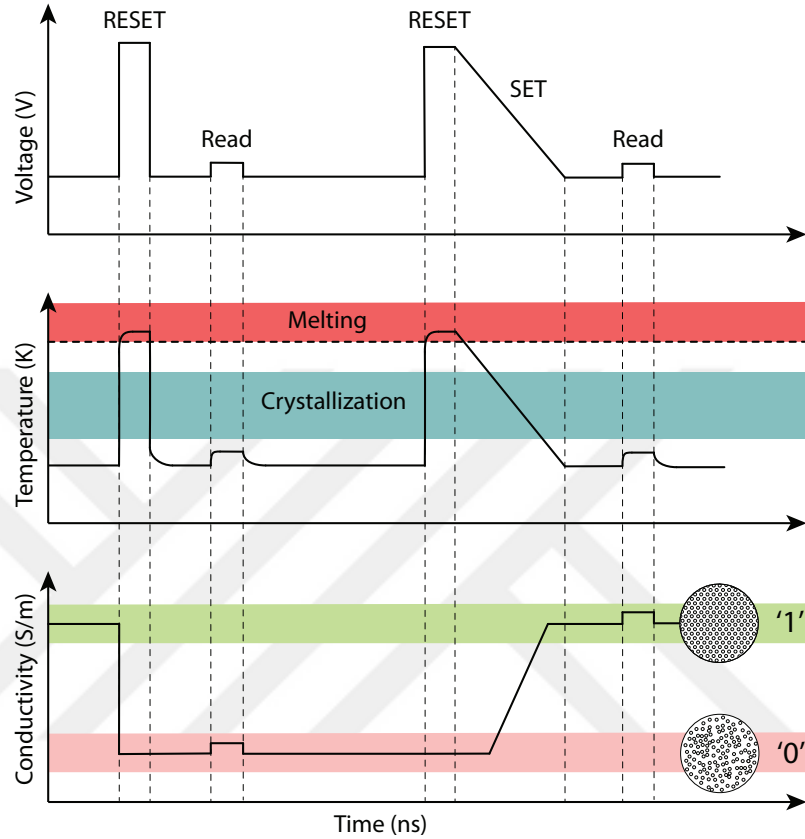 RESET
RESET
SET
Read
Read
Voltage (V)
Melting
Crystallization
Temperature (K)
'1'
'0'
Conductivity (S/m)
Time (ns)